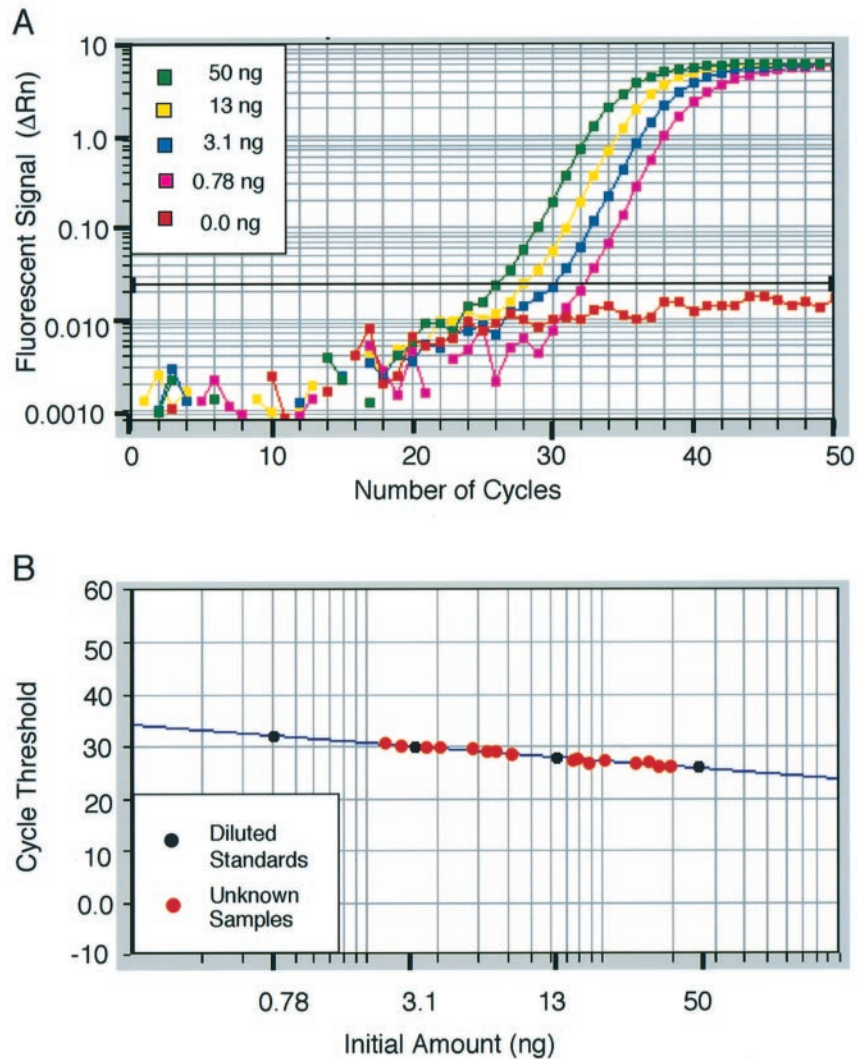 A
Fluorescent Signal (ΔRn)
10
1.0
0.10
0.010
0.0010
50 ng
13 ng
3.1 ng
0.78 ng
0.0 ng
0 10 20 30 40 50
Number of Cycles
B
Cycle Threshold
60
50
40
30
20
10
0.0
-10
Diluted
Standards
Unknown
Samples
0.78 3.1 13 50
Initial Amount (ng)